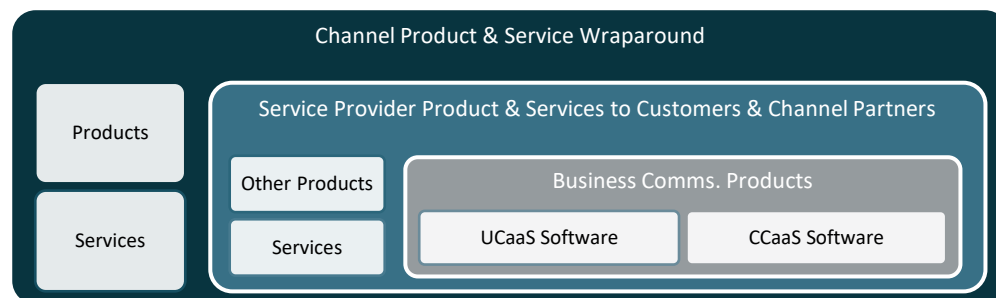 Channel Product & Service Wraparound
Products
Services
Service Provider Product & Services to Customers & Channel Partners
Other Products
Services
Business Comms. Products
UCaaS Software
CCaaS Software